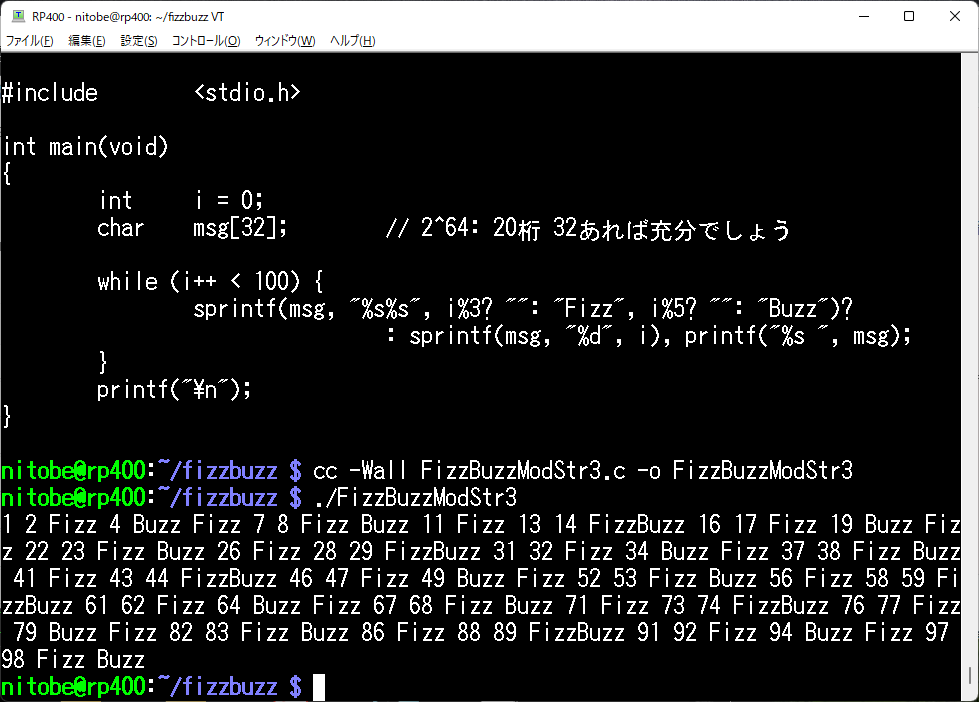 RP400 - nitobe@rp400: ~/fizzbuzz VT
ファイル(F) 編集(E) 設定(S) コントロール(O) ウィンドウ(W) ヘルプ(H)
#include        <stdio.h>
int main(void)
{
        int     i = 0;
        char    msg[32];            // 2^64: 20桁 32あれば充分でしょう
        while (i++ < 100) {
                sprintf(msg, "%s%s", i%3? "": "Fizz", i%5? "": "Buzz")?
                                : sprintf(msg, "%d", i), printf("%s ", msg);
        }
        printf("¥n");
}
nitobe@rp400:~/fizzbuzz $ cc -Wall FizzBuzzModStr3.c -o FizzBuzzModStr3
nitobe@rp400:~/fizzbuzz $ ./FizzBuzzModStr3
1 2 Fizz 4 Buzz Fizz 7 8 Fizz Buzz 11 Fizz 13 14 FizzBuzz 16 17 Fizz 19 Buzz Fiz
z 22 23 Fizz Buzz 26 Fizz 28 29 FizzBuzz 31 32 Fizz 34 Buzz Fizz 37 38 Fizz Buzz
 41 Fizz 43 44 FizzBuzz 46 47 Fizz 49 Buzz Fizz 52 53 Fizz Buzz 56 Fizz 58 59 Fi
zzBuzz 61 62 Fizz 64 Buzz Fizz 67 68 Fizz Buzz 71 Fizz 73 74 FizzBuzz 76 77 Fizz
 79 Buzz Fizz 82 83 Fizz Buzz 86 Fizz 88 89 FizzBuzz 91 92 Fizz 94 Buzz Fizz 97
98 Fizz Buzz
nitobe@rp400:~/fizzbuzz $